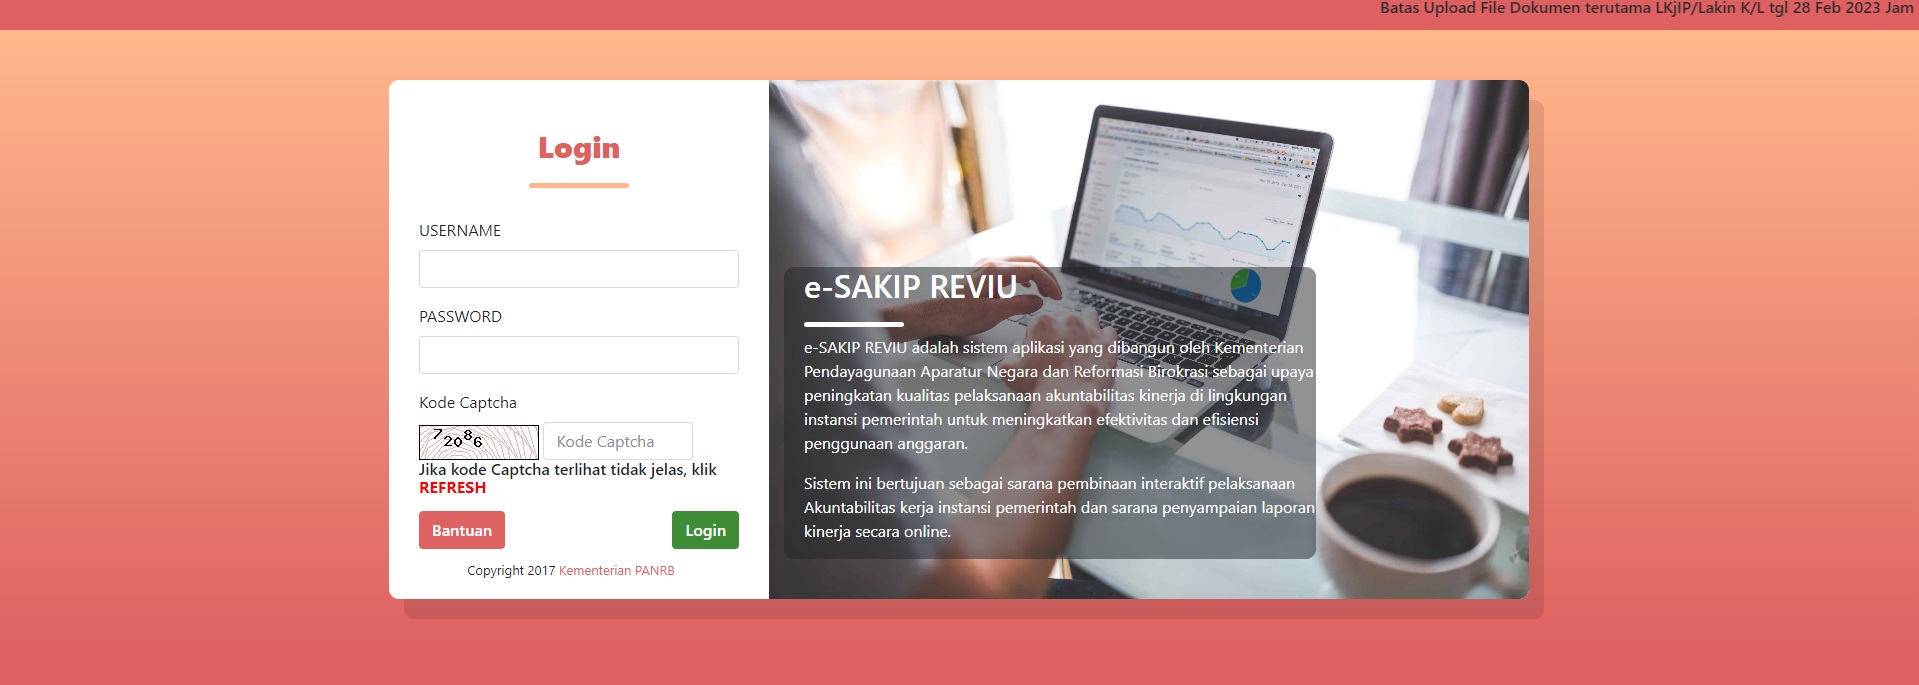 Batas Upload File Dokumen terutama LKjIP/Lakin K/L tgl 28 Feb 2023 Jam
Login
USERNAME
PASSWORD
Kode Captcha
72086
Kode Captcha
Jika kode Captcha terlihat tidak jelas, klik
REFRESH
Bantuan
Login
Copyright 2017 Kementerian PANRB
e-SAKIP REVIU
e-SAKIP REVIU adalah sistem aplikasi yang dibangun oleh Kementerian
Pendayagunaan Aparatur Negara dan Reformasi Birokrasi sebagai upaya
peningkatan kualitas pelaksanaan akuntabilitas kinerja di lingkungan
instansi pemerintah untuk meningkatkan efektivitas dan efisiensi
penggunaan anggaran.
Sistem ini bertujuan sebagai sarana pembinaan interaktif pelaksanaan
Akuntabilitas kerja instansi pemerintah dan sarana penyampaian laporan
kinerja secara online.